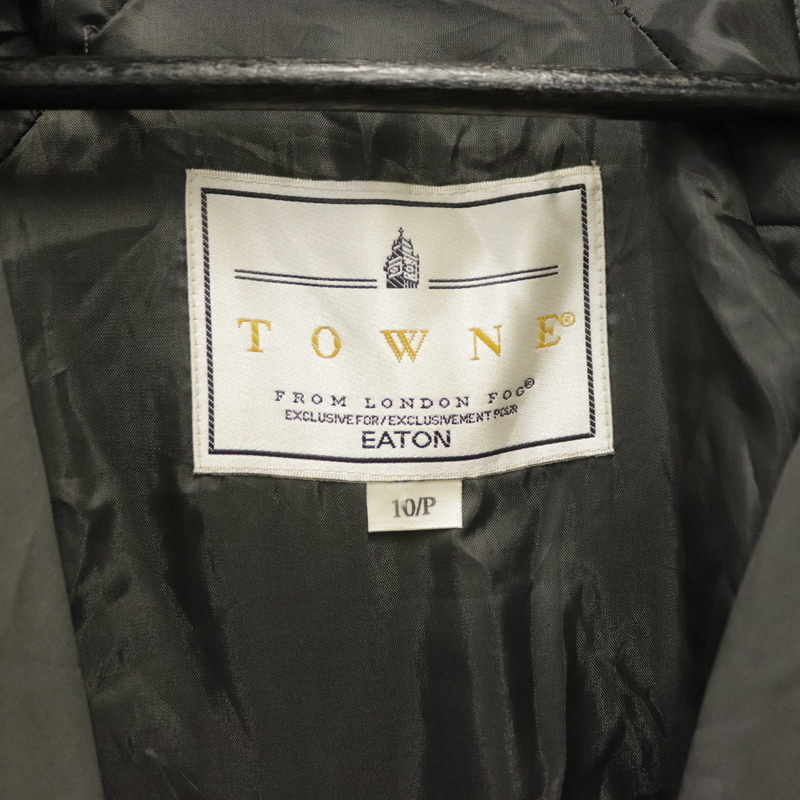 TOWNE®
FROM LONDON FOG®
EXCLUSIVE FOR/EXCLUSIVEMENT POUR
EATON
10/P